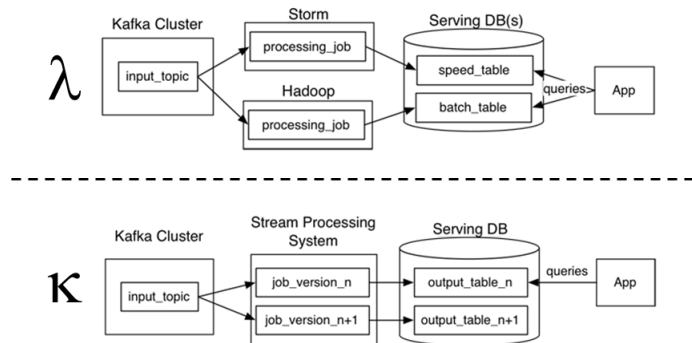 λ
Kafka Cluster
input_topic
Storm
processing_job
Hadoop
processing_job
Serving DB(s)
speed_table
batch_table
queries
App
κ
Kafka Cluster
input_topic
Stream Processing
System
job_version_n
job_version_n+1
Serving DB
output_table_n
output_table_n+1
queries
App